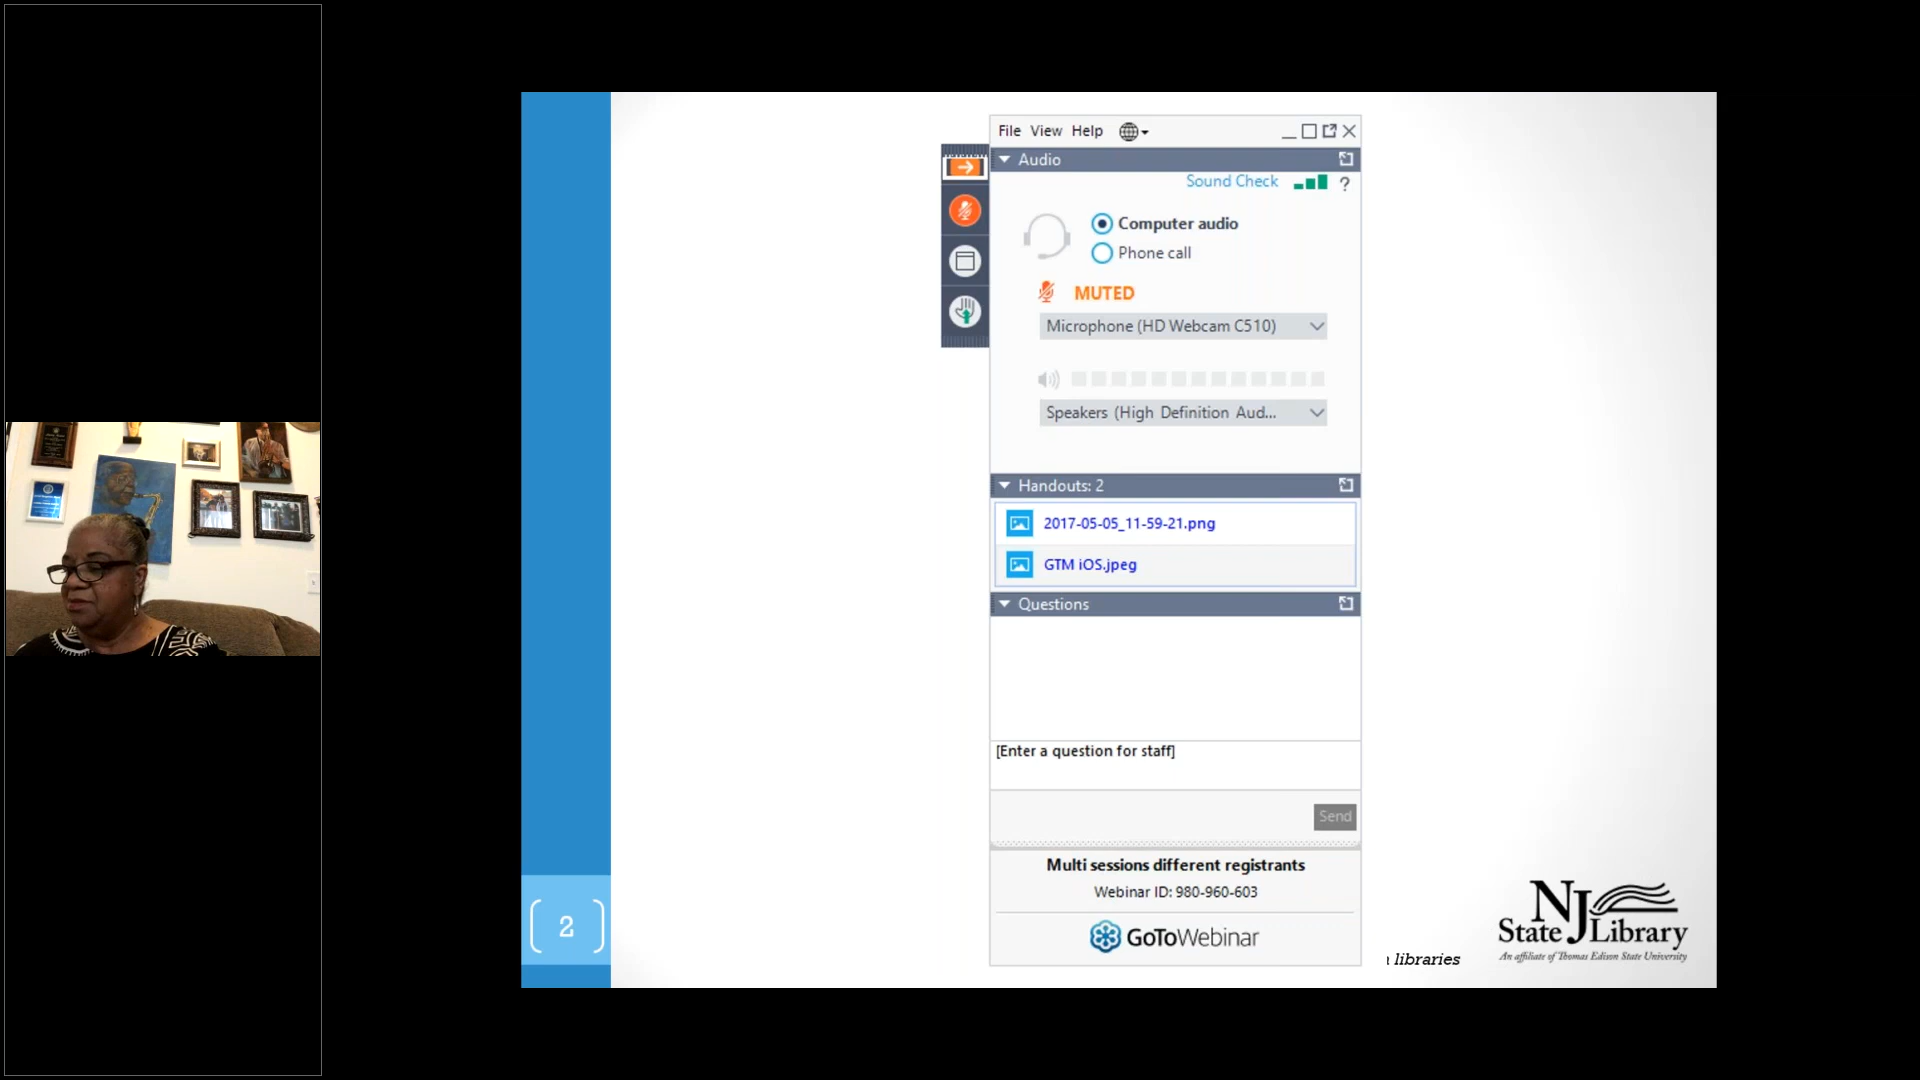 File View Help
Audio
Sound Check ?
Computer audio
Phone call
MUTED
Microphone (HD Webcam C510)
Speakers (High Definition Aud...
Handouts: 2
2017-05-05_11-59-21.png
GTM iOS.jpeg
Questions
[Enter a question for staff]
Send
Multi sessions different registrants
Webinar ID: 980-960-603
GoToWebinar
2
libraries
NJ
State Library
An affiliate of Thomas Edison State University